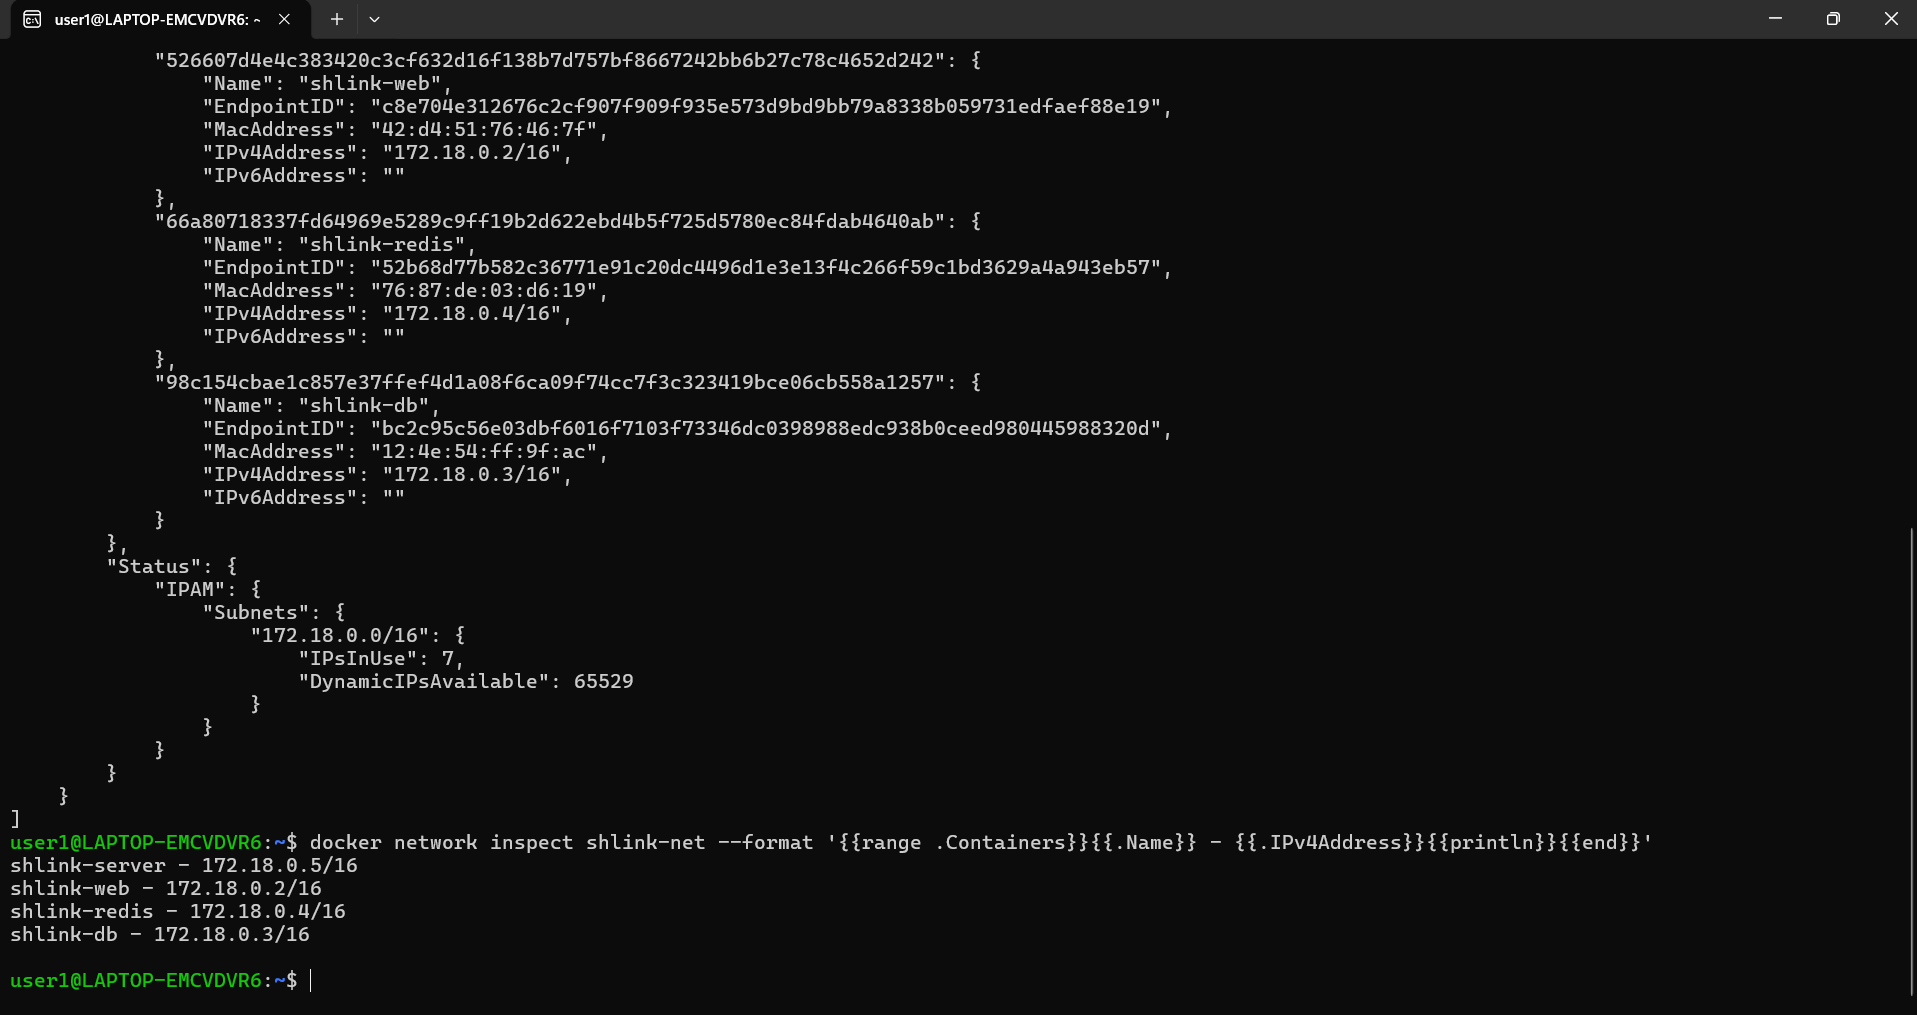 user1@LAPTOP-EMCVDVR6: ~
"526607d4e4c383420c3cf632d16f138b7d757bf8667242bb6b27c78c4652d242": {
"Name": "shlink-web",
"EndpointID": "c8e704e312676c2cf907f909f935e573d9bd9bb79a8338b059731edfaef88e19",
"MacAddress": "42:d4:51:76:46:7f",
"IPv4Address": "172.18.0.2/16",
"IPv6Address": ""
},
"66a80718337fd64969e5289c9ff19b2d622ebd4b5f725d5780ec84fdab4640ab": {
"Name": "shlink-redis",
"EndpointID": "52b68d77b582c36771e91c20dc4496d1e3e13f4c266f59c1bd3629a4a943eb57",
"MacAddress": "76:87:de:03:d6:19",
"IPv4Address": "172.18.0.4/16",
"IPv6Address": ""
},
"98c154cbae1c857e37ffef4d1a08f6ca09f74cc7f3c323419bce06cb558a1257": {
"Name": "shlink-db",
"EndpointID": "bc2c95c56e03dbf6016f7103f73346dc0398988edc938b0ceed980445988320d",
"MacAddress": "12:4e:54:ff:9f:ac",
"IPv4Address": "172.18.0.3/16",
"IPv6Address": ""
}
},
"Status": {
"IPAM": {
"Subnets": {
"172.18.0.0/16": {
"IPsInUse": 7,
"DynamicIPsAvailable": 65529
}
}
}
}
}
]
user1@LAPTOP-EMCVDVR6:~$ docker network inspect shlink-net --format '{{range .Containers}}{{.Name}} - {{.IPv4Address}}{{println}}{{end}}'
shlink-server - 172.18.0.5/16
shlink-web - 172.18.0.2/16
shlink-redis - 172.18.0.4/16
shlink-db - 172.18.0.3/16
user1@LAPTOP-EMCVDVR6:~$